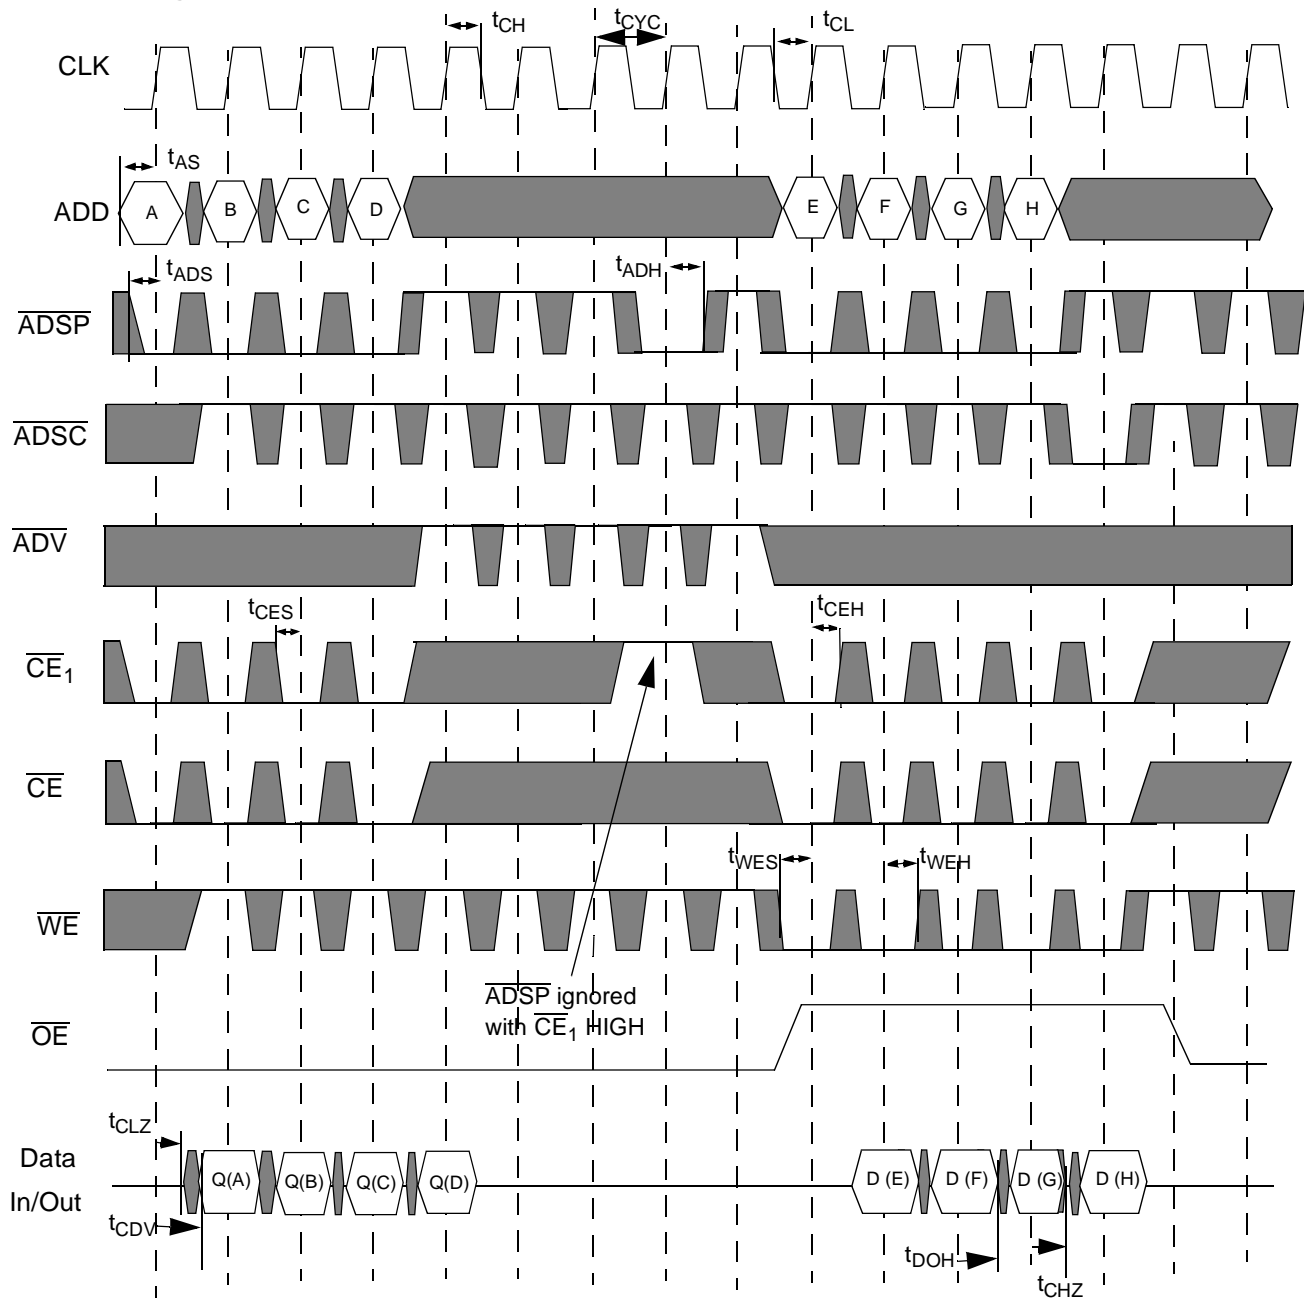 tCH tCYC tCL
CLK
tAS
ADD A B C D E F G H
tADS tADH
ADSP
ADSC
ADV
tCES tCEH
CE1
CE
tWES tWEH
WE
ADSP ignored
with CE1 HIGH
OE
tCLZ
Data
In/Out
Q(A) Q(B) Q(C) Q(D) D (E) D (F) D (G) D (H)
tCDV
tDOH
tCHZ